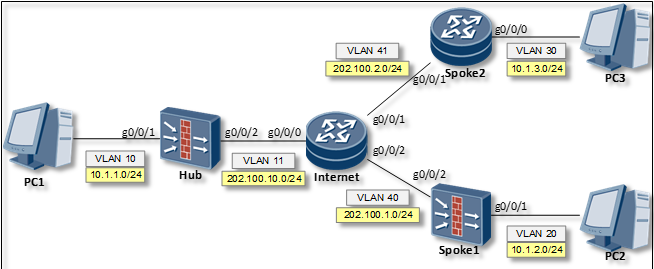 g0/0/0
VLAN 41
VLAN 30
202.100.2.0/24
Spoke2
10.1.3.0/24
PC3
g0/0/1
g0/0/1
g0/0/2
g0/0/0
g0/0/1
VLAN 10
VLAN 11
g0/0/2
10.1.1.0/24
Hub
202.100.10.0/24
Internet
PC1
VLAN 40
g0/0/2
202.100.1.0/24
g0/0/1
VLAN 20
Spoke1
10.1.2.0/24
PC2